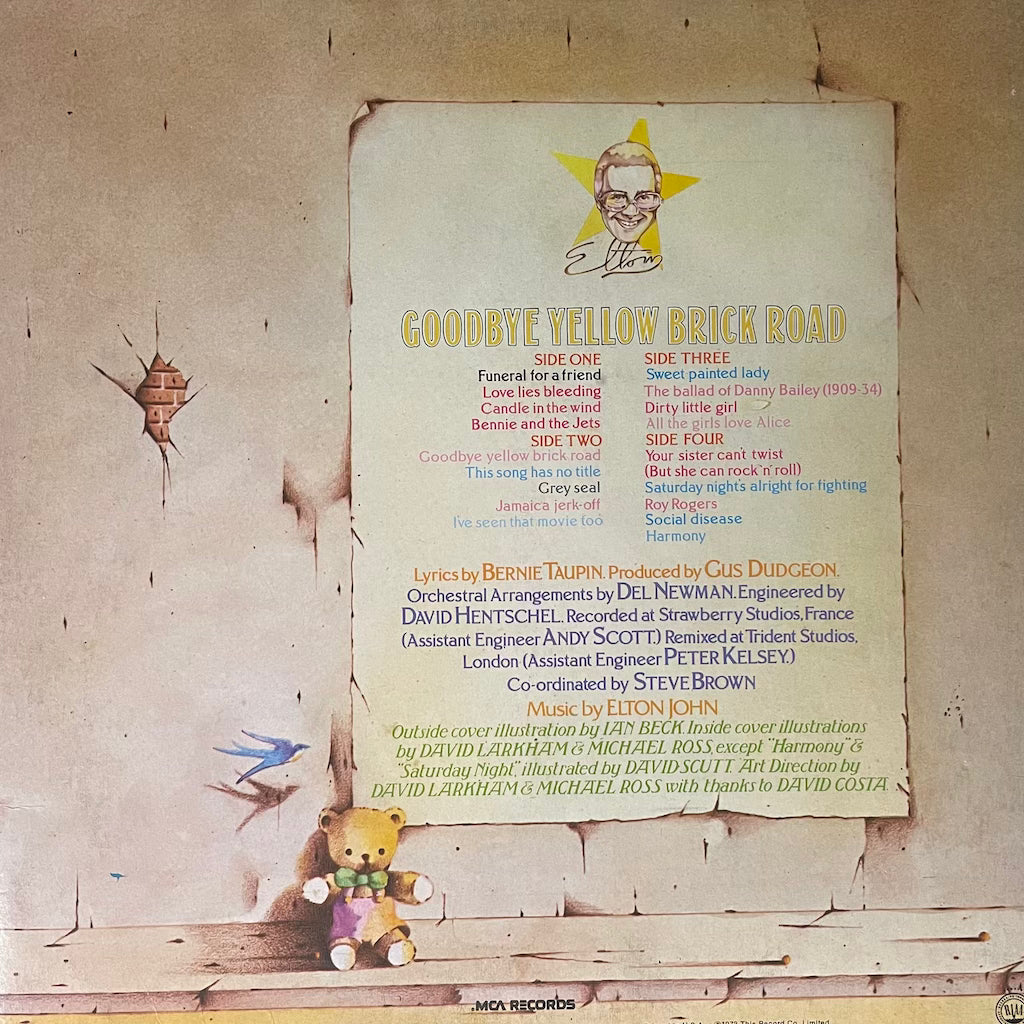 Elton
GOODBYE YELLOW BRICK ROAD
SIDE ONE
Funeral for a friend
Love lies bleeding
Candle in the wind
Bennie and the Jets
SIDE TWO
Goodbye yellow brick road
This song has no title
Grey seal
Jamaica jerk-off
I've seen that movie too
SIDE THREE
Sweet painted lady
The ballad of Danny Bailey (1909-34)
Dirty little girl
All the girls love Alice
SIDE FOUR
Your sister can't twist
(But she can rock 'n' roll)
Saturday night's alright for fighting
Roy Rogers
Social disease
Harmony
Lyrics by BERNIE TAUPIN. Produced by GUS DUDGEON.
Orchestral Arrangements by DEL NEWMAN. Engineered by
DAVID HENTSCHEL. Recorded at Strawberry Studios, France
(Assistant Engineer ANDY SCOTT.) Remixed at Trident Studios,
London (Assistant Engineer PETER KELSEY.)
Co-ordinated by STEVE BROWN
Music by ELTON JOHN
Outside cover illustration by IAN BECK. Inside cover illustrations
by DAVID LARKHAM & MICHAEL ROSS, except "Harmony" &
"Saturday Night", illustrated by DAVID SCUTT. Art Direction by
DAVID LARKHAM & MICHAEL ROSS with thanks to DAVID COSTA.
MCA RECORDS
RIAA
1973 This Record Co. Limited